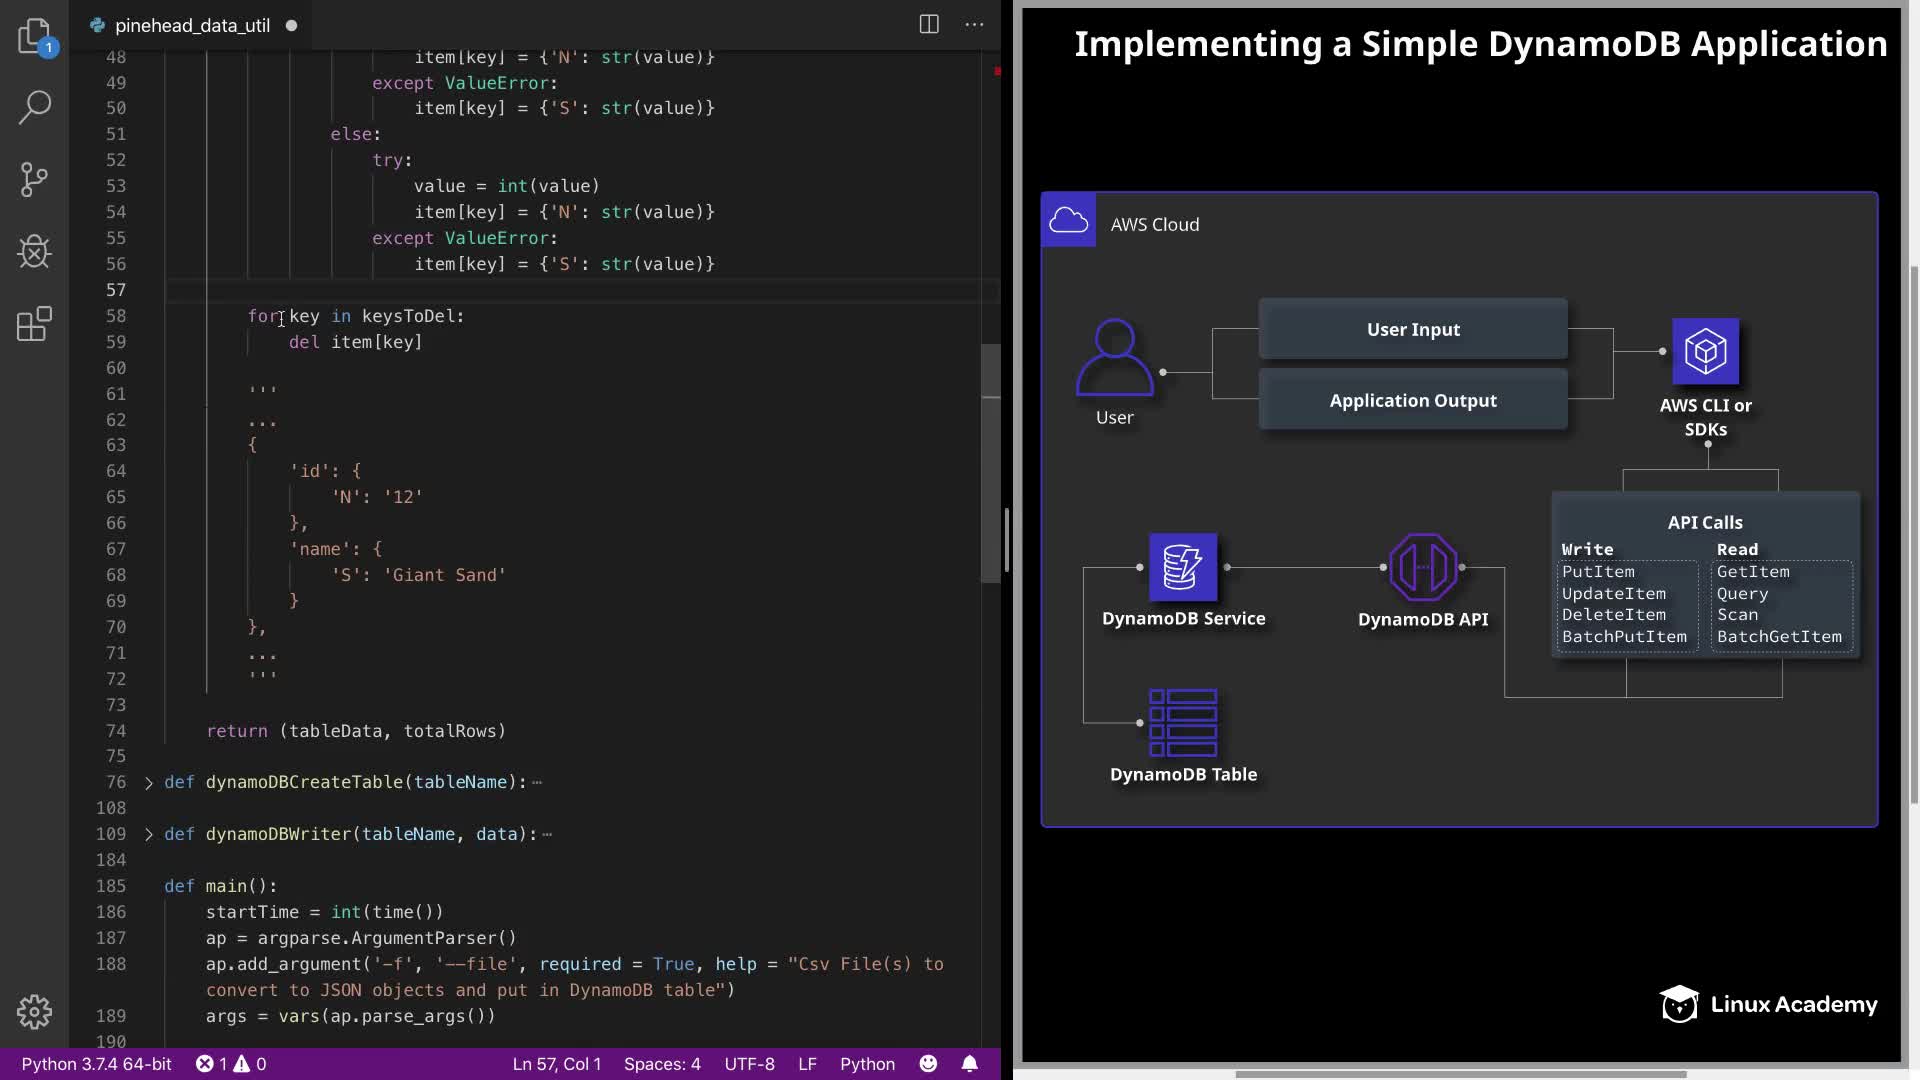 pinehead_data_util
1
48 item[key] = {'N': str(value)}
49 except ValueError:
50 item[key] = {'S': str(value)}
51 else:
52 try:
53 value = int(value)
54 item[key] = {'N': str(value)}
55 except ValueError:
56 item[key] = {'S': str(value)}
57
58 for key in keysToDel:
59 del item[key]
60
61 '''
62 ...
63 {
64 'id': {
65 'N': '12'
66 },
67 'name': {
68 'S': 'Giant Sand'
69 }
70 },
71 ...
72 '''
73
74 return (tableData, totalRows)
75
76 def dynamoDBCreateTable(tableName):
108
109 def dynamoDBWriter(tableName, data):
184
185 def main():
186 startTime = int(time())
187 ap = argparse.ArgumentParser()
188 ap.add_argument('-f', '--file', required = True, help = "Csv File(s) to
convert to JSON objects and put in DynamoDB table")
189 args = vars(ap.parse_args())
190
Python 3.7.4 64-bit 1 0 Ln 57, Col 1 Spaces: 4 UTF-8 LF Python
Implementing a Simple DynamoDB Application
AWS Cloud
User Input
Application Output
User
AWS CLI or
SDKs
API Calls
Write Read
PutItem GetItem
UpdateItem Query
DeleteItem Scan
BatchPutItem BatchGetItem
DynamoDB Service
DynamoDB API
DynamoDB Table
Linux Academy